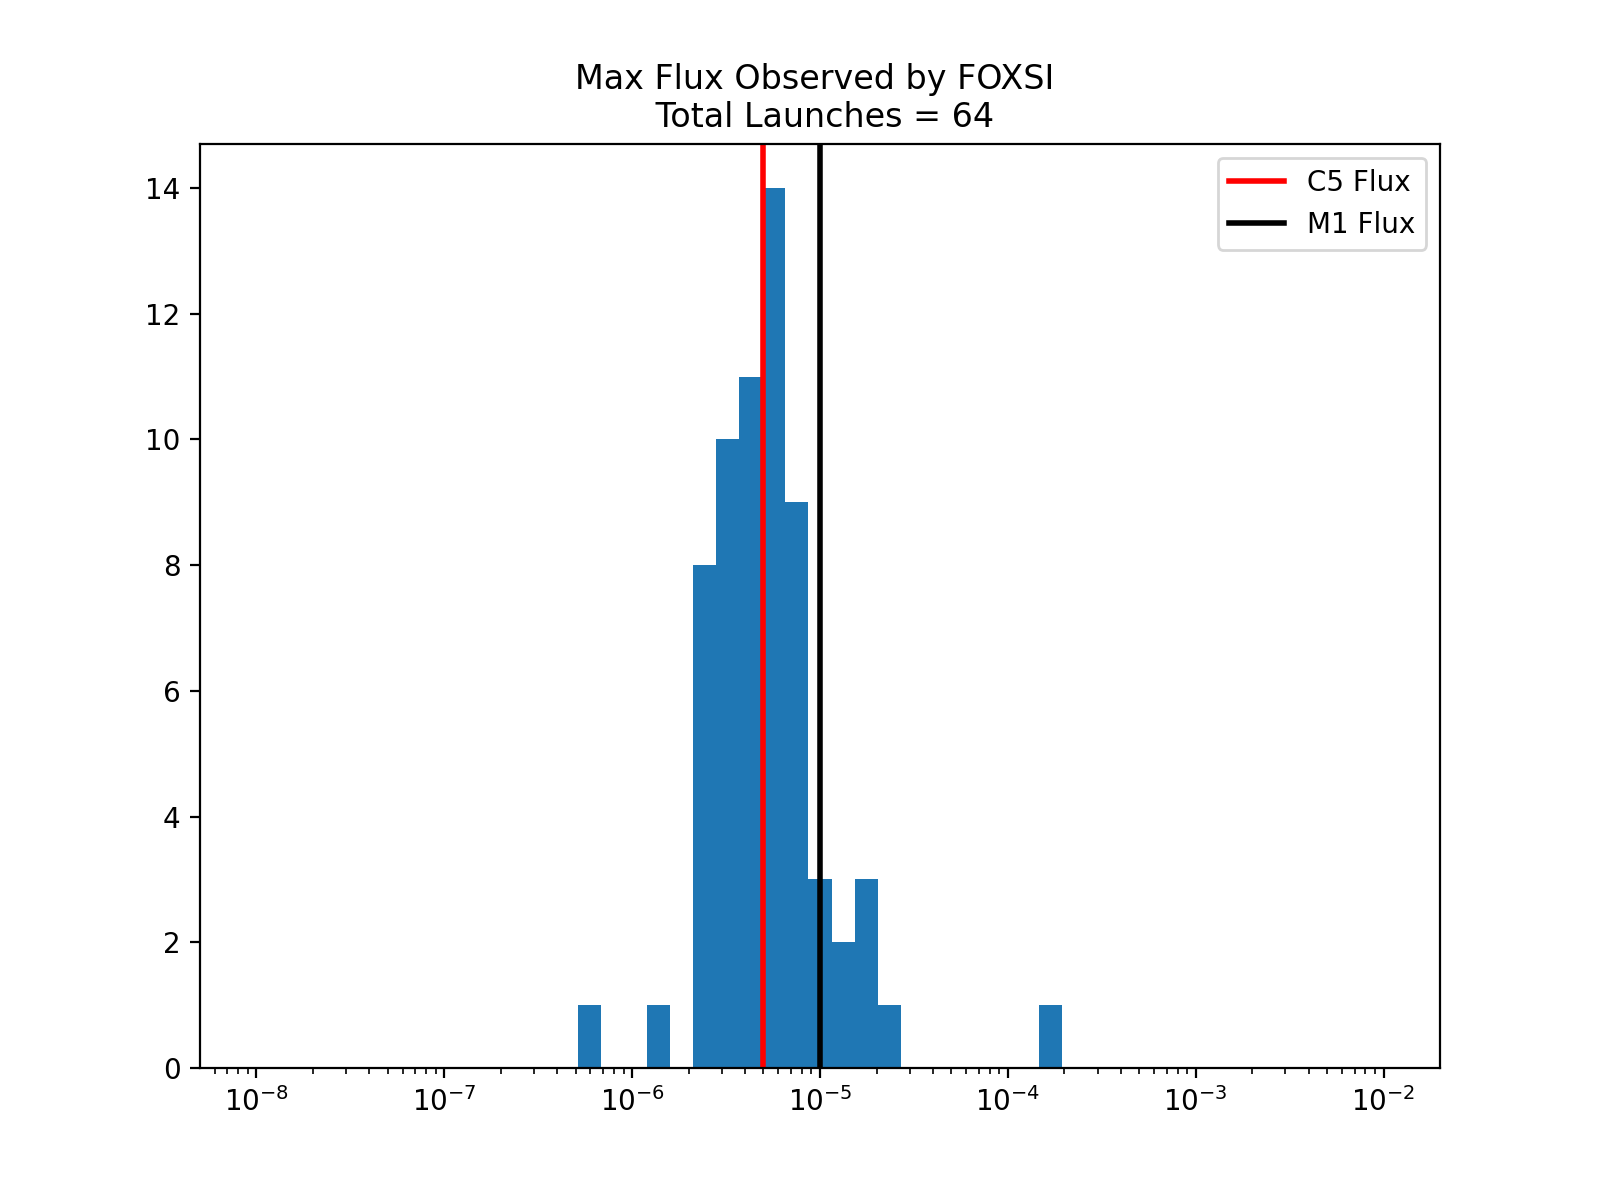 Max Flux Observed by FOXSI
Total Launches = 64
C5 Flux
M1 Flux
14
12
10
8
6
4
2
0
10⁻⁸ 10⁻⁷ 10⁻⁶ 10⁻⁵ 10⁻⁴ 10⁻³ 10⁻²